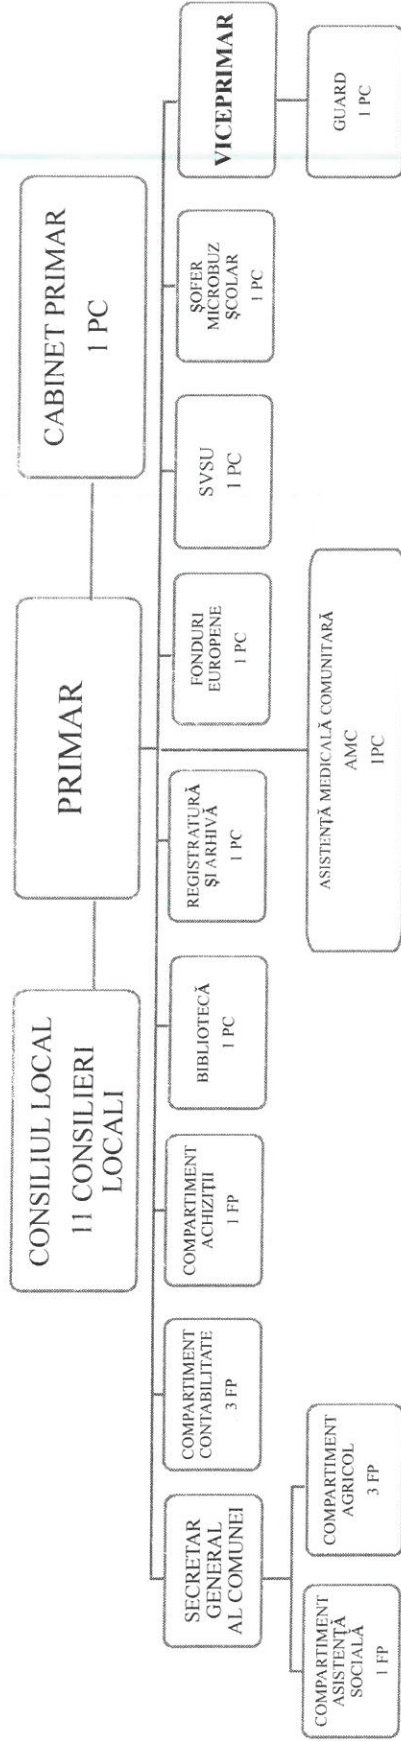 CONSILIUL LOCAL
11 CONSILIERI
LOCALI
PRIMAR
CABINET PRIMAR
1 PC
SECRETAR
GENERAL
AL COMUNEI
COMPARTIMENT
CONTABILITATE
3 FP
COMPARTIMENT
ACHIZIȚII
1 FP
BIBLIOTECĂ
1 PC
REGISTRATURĂ
ȘI ARHIVĂ
1 PC
FONDURI
EUROPENE
1 PC
SVSU
1 PC
ȘOFER
MICROBUZ
ȘCOLAR
1 PC
VICEPRIMAR
COMPARTIMENT
ASISTENȚĂ
SOCIALĂ
1 FP
COMPARTIMENT
AGRICOL
3 FP
ASISTENȚĂ MEDICALĂ COMUNITARĂ
AMC
1PC
GUARD
1 PC